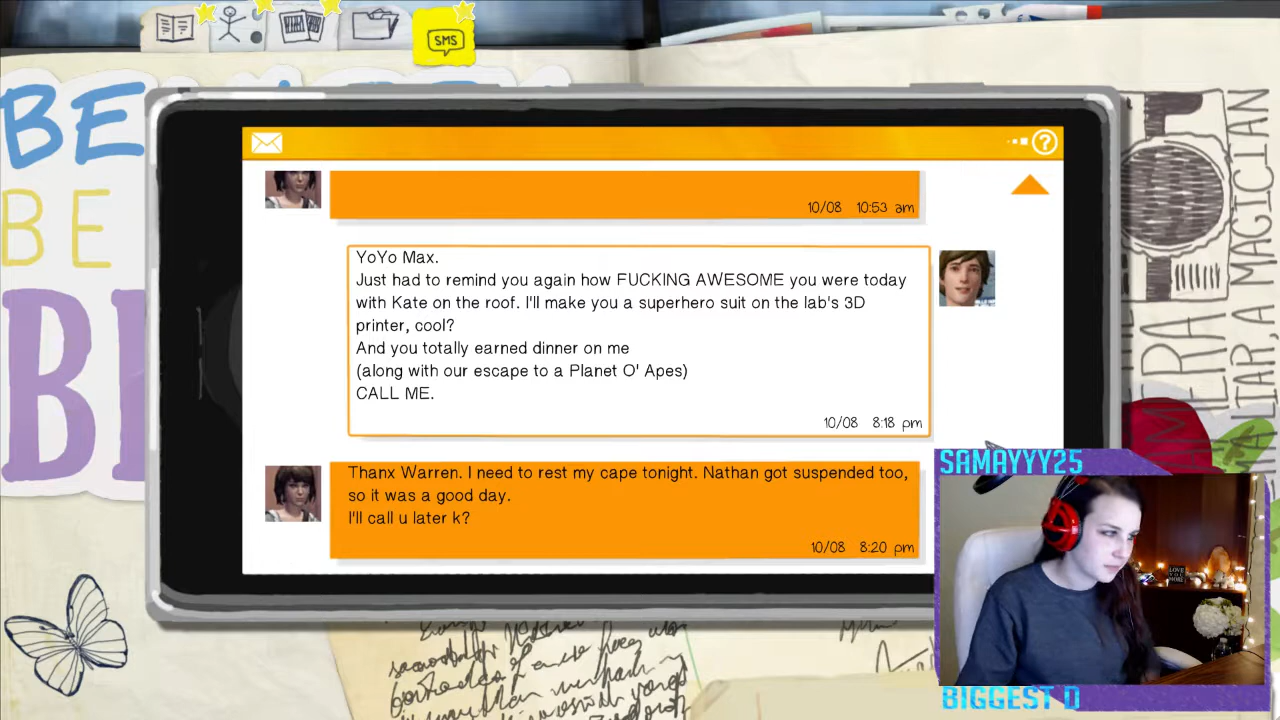 SMS
BE
BE
10/08 10:53 am
YoYo Max.
Just had to remind you again how FUCKING AWESOME you were today
with Kate on the roof. I'll make you a superhero suit on the lab's 3D
printer, cool?
And you totally earned dinner on me
(along with our escape to a Planet O' Apes)
CALL ME.
10/08 8:18 pm
Thanx Warren. I need to rest my cape tonight. Nathan got suspended too,
so it was a good day.
I'll call u later k?
10/08 8:20 pm
A MAGICIAN
SAMAYYY25
BIGGEST D